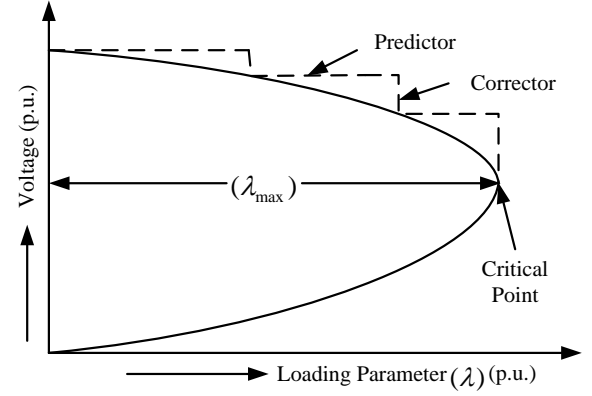 Predictor
Corrector
Voltage (p.u.)
(λmax)
Critical
Point
Loading Parameter (λ) (p.u.)